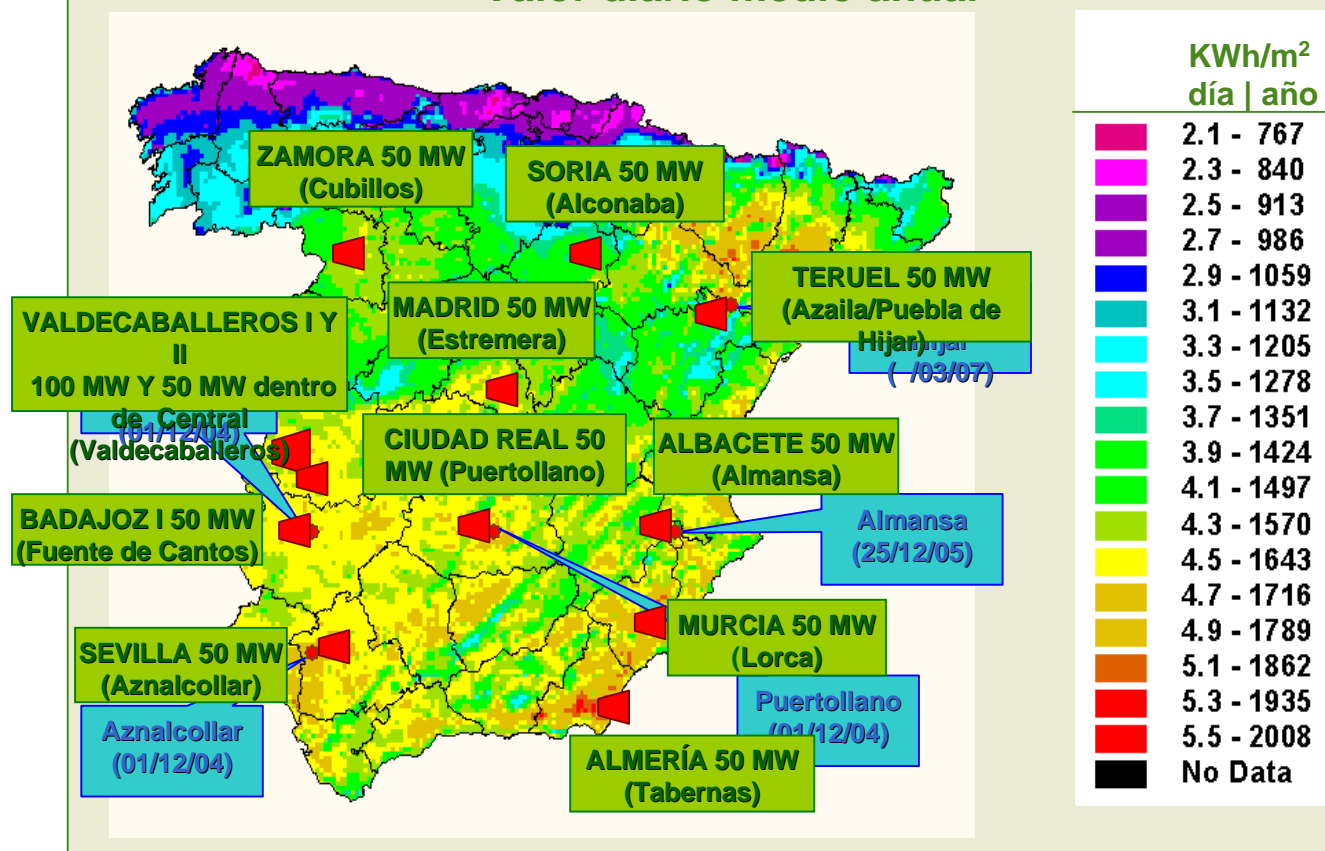 ZAMORA 50 MW
(Cubillos)
SORIA 50 MW
(Alconaba)
TERUEL 50 MW
(Azaila/Puebla de
Hijar)
( /03/07)
MADRID 50 MW
(Estremera)
VALDECABALLEROS I Y
II
100 MW Y 50 MW dentro
de Central
(Valdecaballeros)
(01/12/04)
CIUDAD REAL 50
MW (Puertollano)
ALBACETE 50 MW
(Almansa)
BADAJOZ I 50 MW
(Fuente de Cantos)
Almansa
(25/12/05)
SEVILLA 50 MW
(Aznalcollar)
MURCIA 50 MW
(Lorca)
Aznalcollar
(01/12/04)
Puertollano
(01/12/04)
ALMERÍA 50 MW
(Tabernas)
KWh/m²
día | año
2.1 - 767
2.3 - 840
2.5 - 913
2.7 - 986
2.9 - 1059
3.1 - 1132
3.3 - 1205
3.5 - 1278
3.7 - 1351
3.9 - 1424
4.1 - 1497
4.3 - 1570
4.5 - 1643
4.7 - 1716
4.9 - 1789
5.1 - 1862
5.3 - 1935
5.5 - 2008
No Data